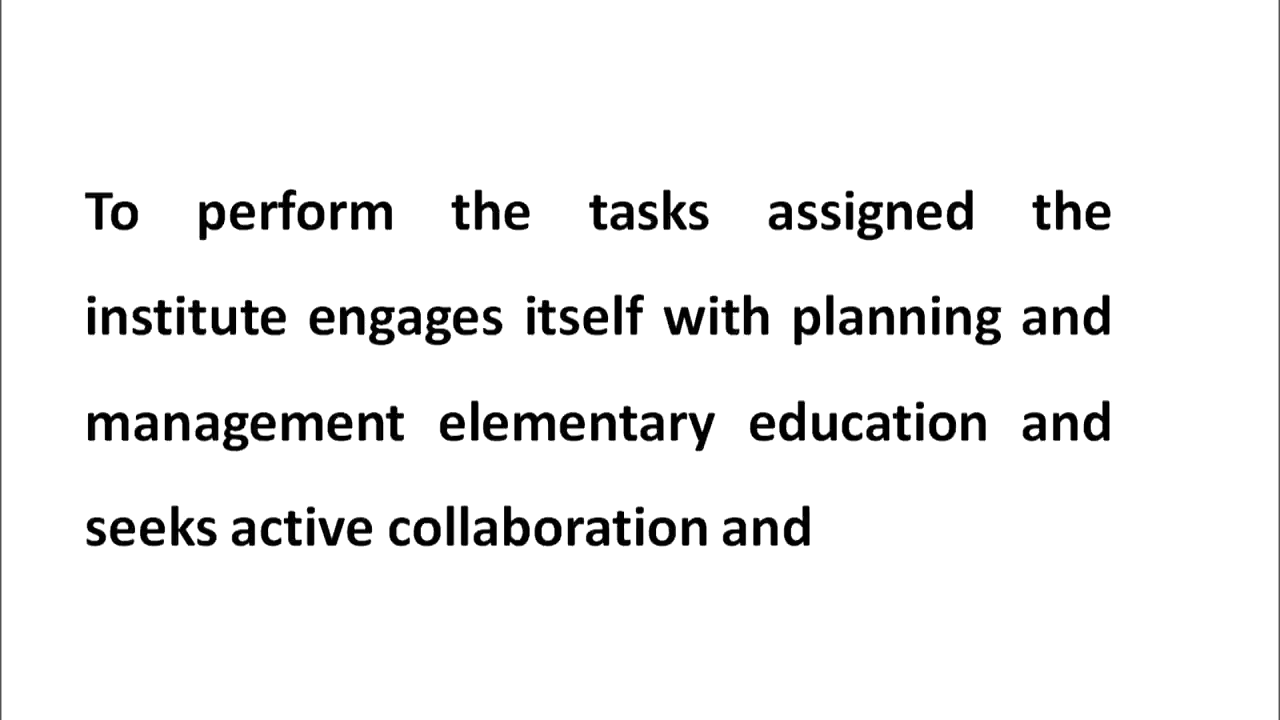 To perform the tasks assigned the
institute engages itself with planning and
management elementary education and
seeks active collaboration and